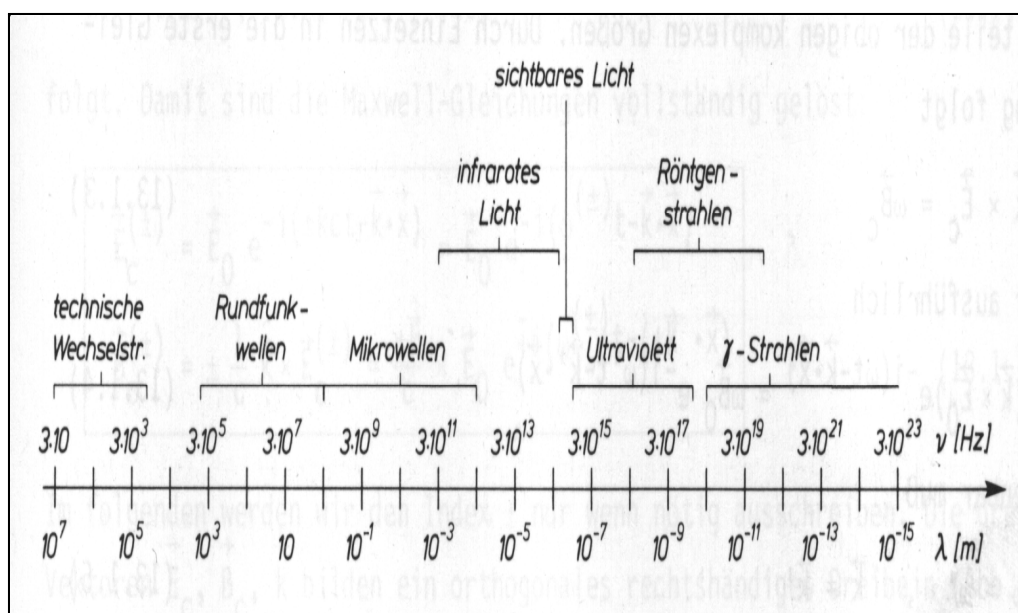 sichtbares Licht
infrarotes
Licht
Röntgen-
strahlen
technische
Wechselstr.
Rundfunk-
wellen
Mikrowellen
Ultraviolett
γ-Strahlen
3·10 3·10³ 3·10⁵ 3·10⁷ 3·10⁹ 3·10¹¹ 3·10¹³ 3·10¹⁵ 3·10¹⁷ 3·10¹⁹ 3·10²¹ 3·10²³ ν [Hz]
10⁷ 10⁵ 10³ 10 10⁻¹ 10⁻³ 10⁻⁵ 10⁻⁷ 10⁻⁹ 10⁻¹¹ 10⁻¹³ 10⁻¹⁵ λ [m]